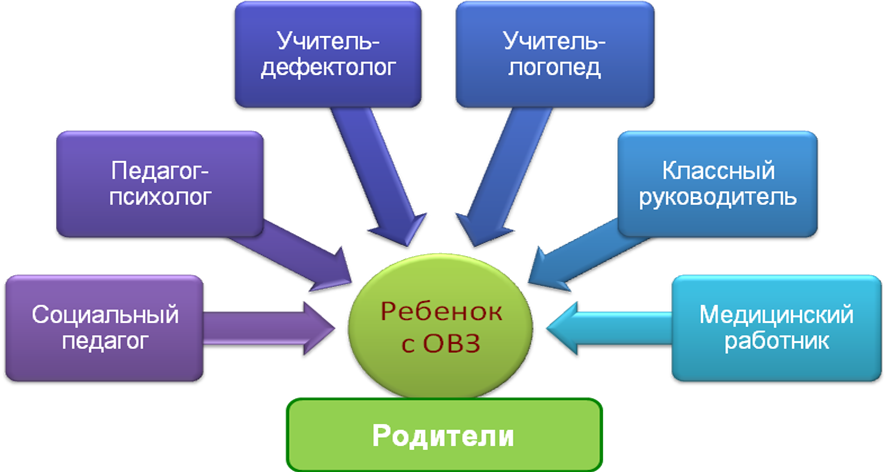 Учитель-
дефектолог
Учитель-
логопед
Педагог-
психолог
Классный
руководитель
Социальный
педагог
Ребенок
с ОВЗ
Медицинский
работник
Родители